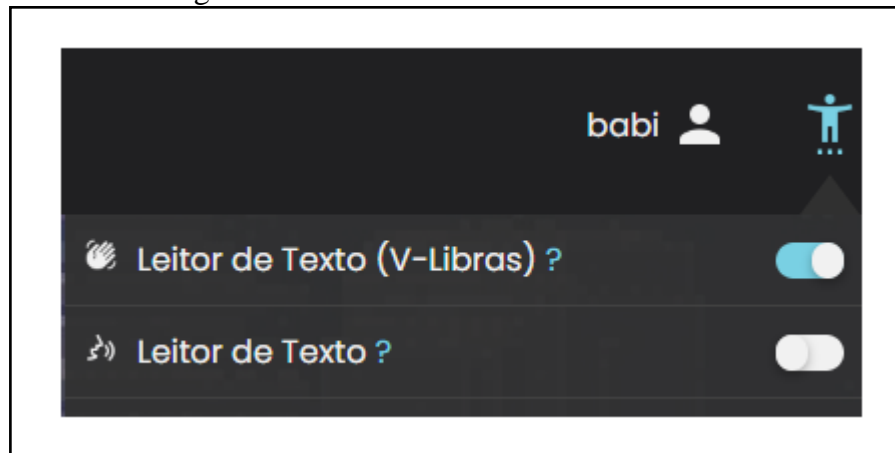 babi
Leitor de Texto (V-Libras) ?
Leitor de Texto ?